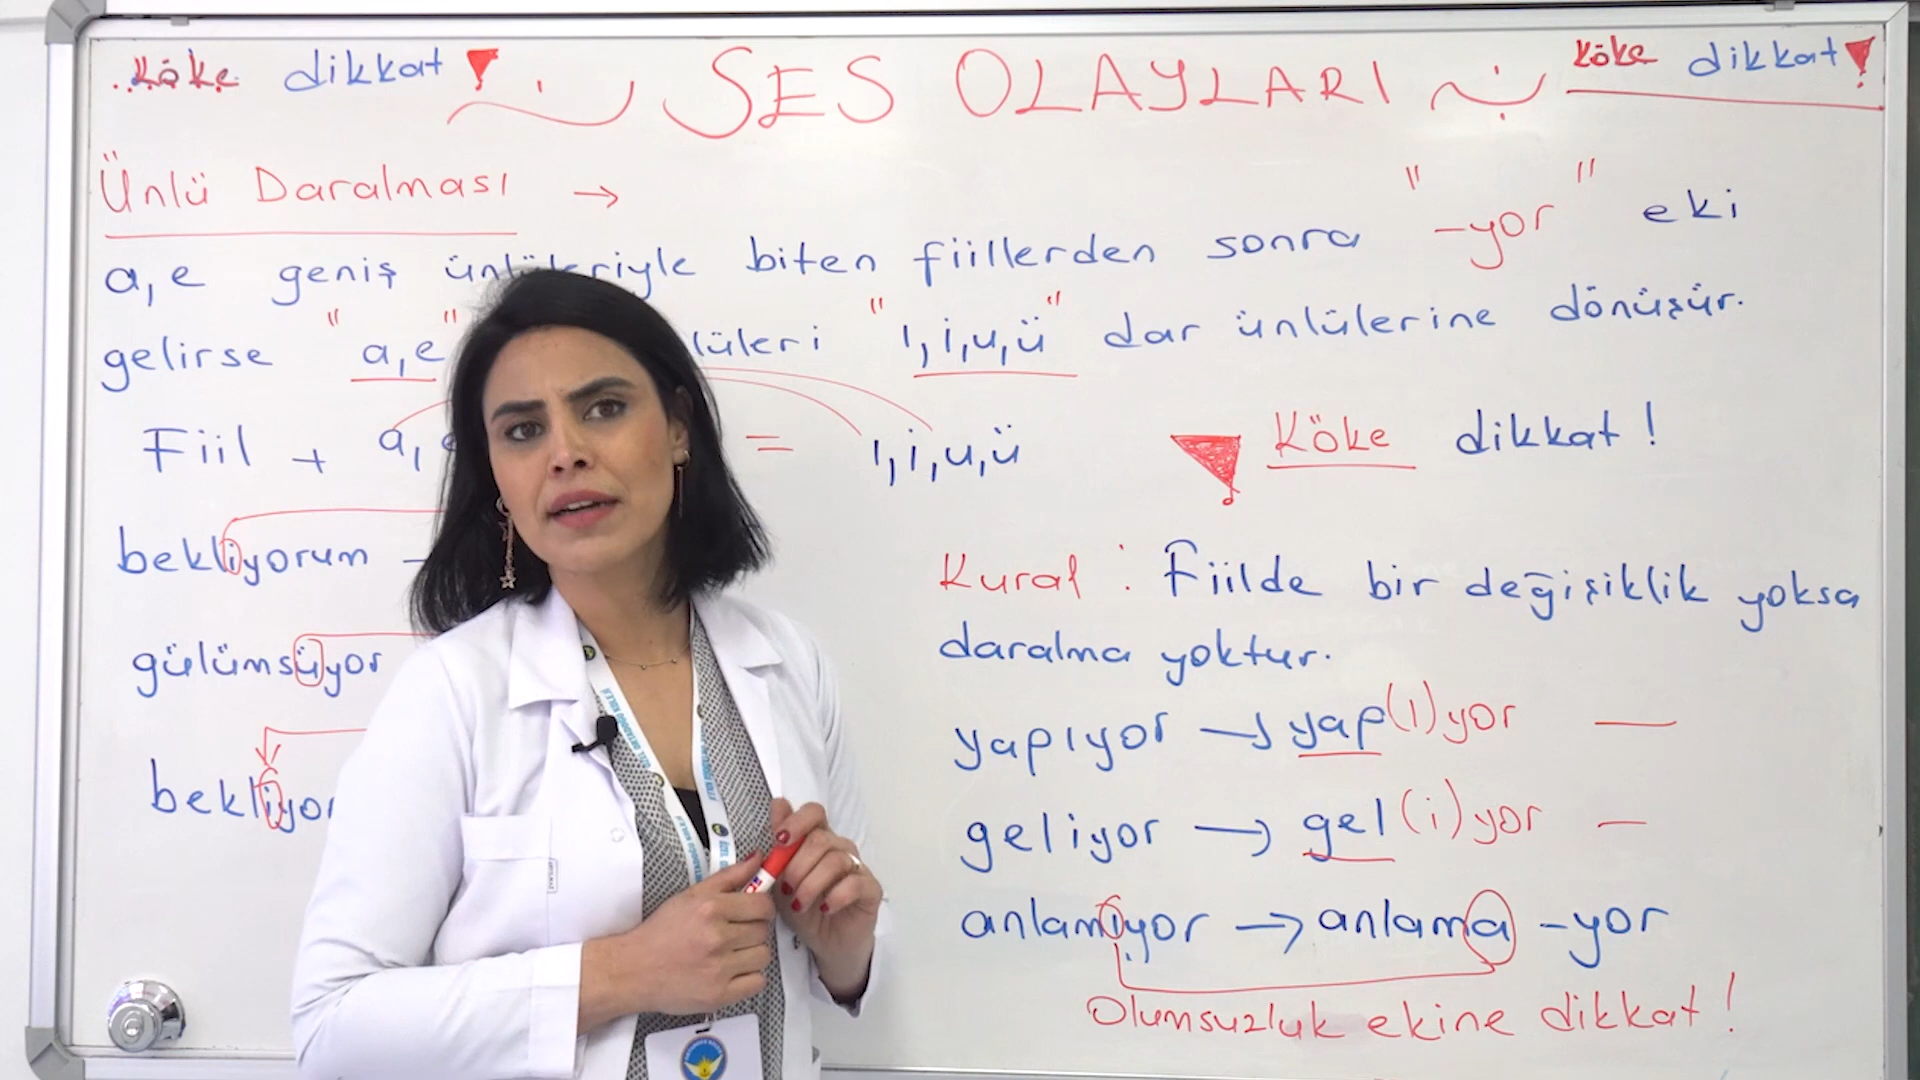 Köke dikkat ! SES OLAYLARI Köke dikkat !
Ünlü Daralması →
a, e geniş ünlüleriyle biten fiillerden sonra "-yor" eki
gelirse "a, e" lüleri "ı, i, u, ü" dar ünlülerine dönüşür.
Fiil + a, e = ı, i, u, ü
Köke dikkat !
bekliyorum
gülümsüyor
bekliyor
Kural : Fiilde bir değişiklik yoksa
daralma yoktur.
yapıyor → yap(ı)yor —
geliyor → gel(i)yor —
anlamıyor → anlama -yor
Olumsuzluk ekine dikkat !